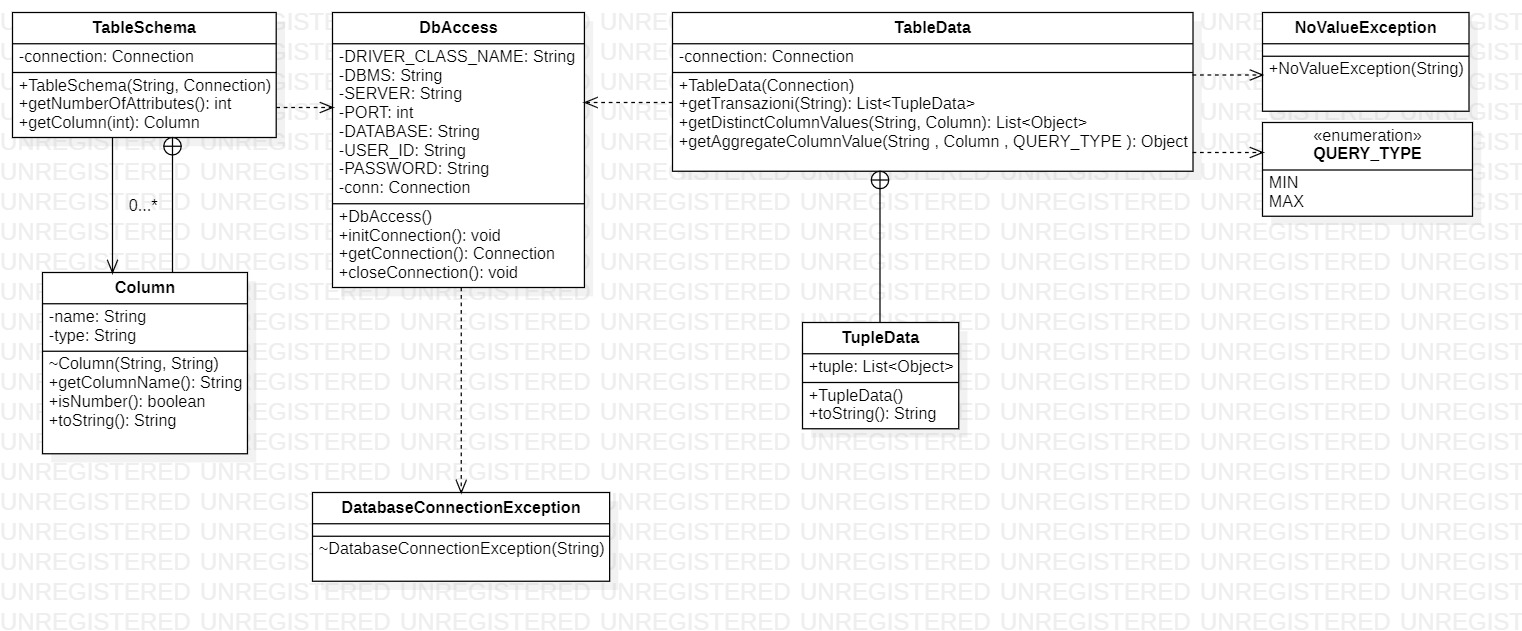 TableSchema
-connection: Connection
+TableSchema(String, Connection)
+getNumberOfAttributes(): int
+getColumn(int): Column
0...*
Column
-name: String
-type: String
~Column(String, String)
+getColumnName(): String
+isNumber(): boolean
+toString(): String
DbAccess
-DRIVER_CLASS_NAME: String
-DBMS: String
-SERVER: String
-PORT: int
-DATABASE: String
-USER_ID: String
-PASSWORD: String
-conn: Connection
+DbAccess()
+initConnection(): void
+getConnection(): Connection
+closeConnection(): void
DatabaseConnectionException
~DatabaseConnectionException(String)
TableData
-connection: Connection
+TableData(Connection)
+getTransazioni(String): List<TupleData>
+getDistinctColumnValues(String, Column): List<Object>
+getAggregateColumnValue(String , Column , QUERY_TYPE ): Object
TupleData
+tuple: List<Object>
+TupleData()
+toString(): String
NoValueException
+NoValueException(String)
«enumeration»
QUERY_TYPE
MIN
MAX
UNREGISTERED